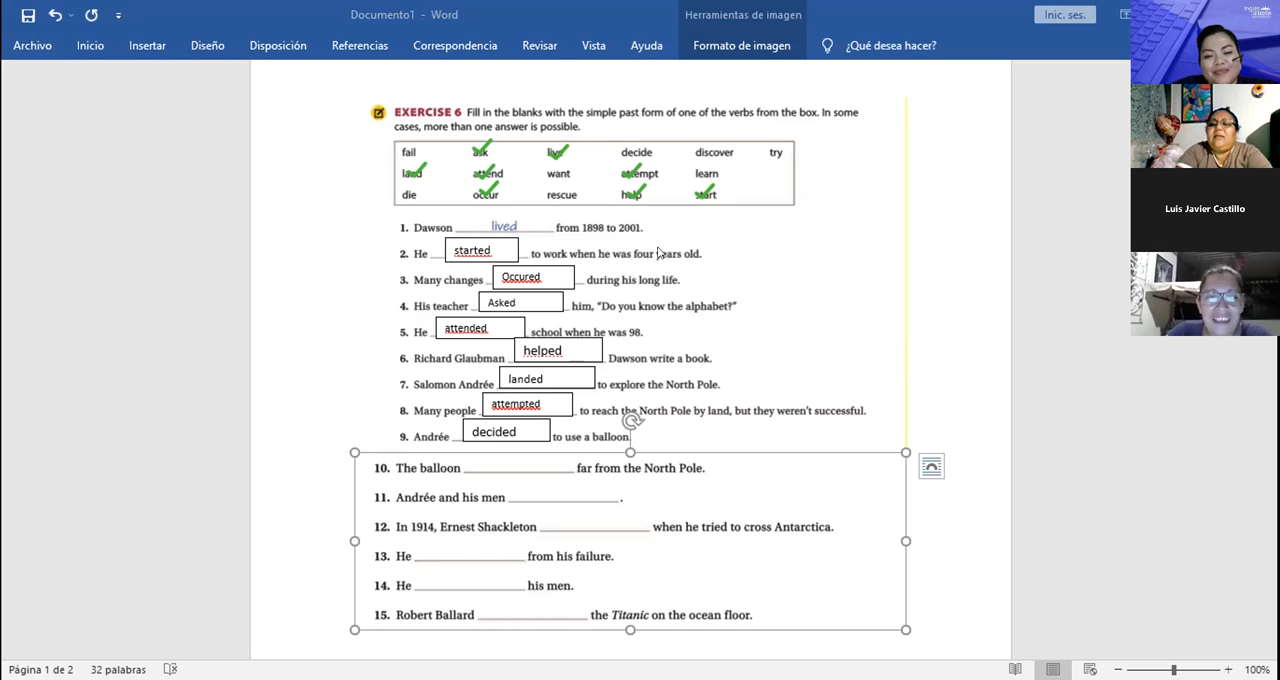 Documento1 - Word
Herramientas de imagen
Inic. ses.
Archivo Inicio Insertar Diseño Disposición Referencias Correspondencia Revisar Vista Ayuda Formato de imagen ¿Qué desea hacer?
EXERCISE 6 Fill in the blanks with the simple past form of one of the verbs from the box. In some
cases, more than one answer is possible.
fail ask live decide discover try
land attend want attempt learn
die occur rescue help start
1. Dawson lived from 1898 to 2001.
2. He started to work when he was four years old.
3. Many changes Occured during his long life.
4. His teacher Asked him, “Do you know the alphabet?”
5. He attended school when he was 98.
6. Richard Glaubman helped Dawson write a book.
7. Salomon Andrée landed to explore the North Pole.
8. Many people attempted to reach the North Pole by land, but they weren’t successful.
9. Andrée decided to use a balloon.
10. The balloon far from the North Pole.
11. Andrée and his men .
12. In 1914, Ernest Shackleton when he tried to cross Antarctica.
13. He from his failure.
14. He his men.
15. Robert Ballard the Titanic on the ocean floor.
Luis Javier Castillo
Página 1 de 2 32 palabras
100%